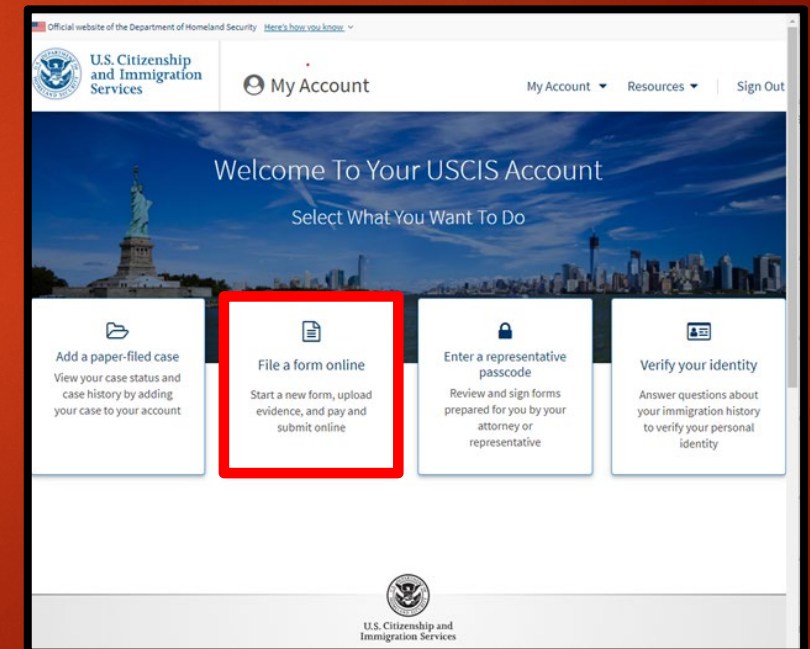 Official website of the Department of Homeland Security Here's how you know
U.S. Citizenship
and Immigration
Services
My Account
My Account
Resources
Sign Out
Welcome To Your USCIS Account
Select What You Want To Do
Add a paper-filed case
View your case status and
case history by adding
your case to your account
File a form online
Start a new form, upload
evidence, and pay and
submit online
Enter a representative
passcode
Review and sign forms
prepared for you by your
attorney or
representative
Verify your identity
Answer questions about
your immigration history
to verify your personal
identity
U.S. Citizenship and
Immigration Services